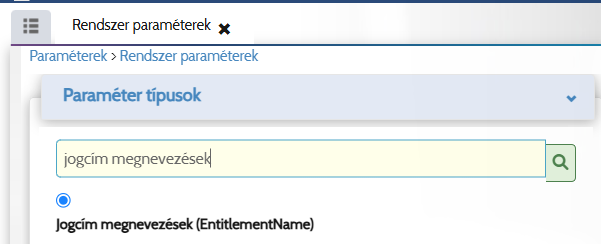 Rendszer paraméterek
Paraméterek > Rendszer paraméterek
Paraméter típusok
jogcím megnevezések
Jogcím megnevezések (EntitlementName)